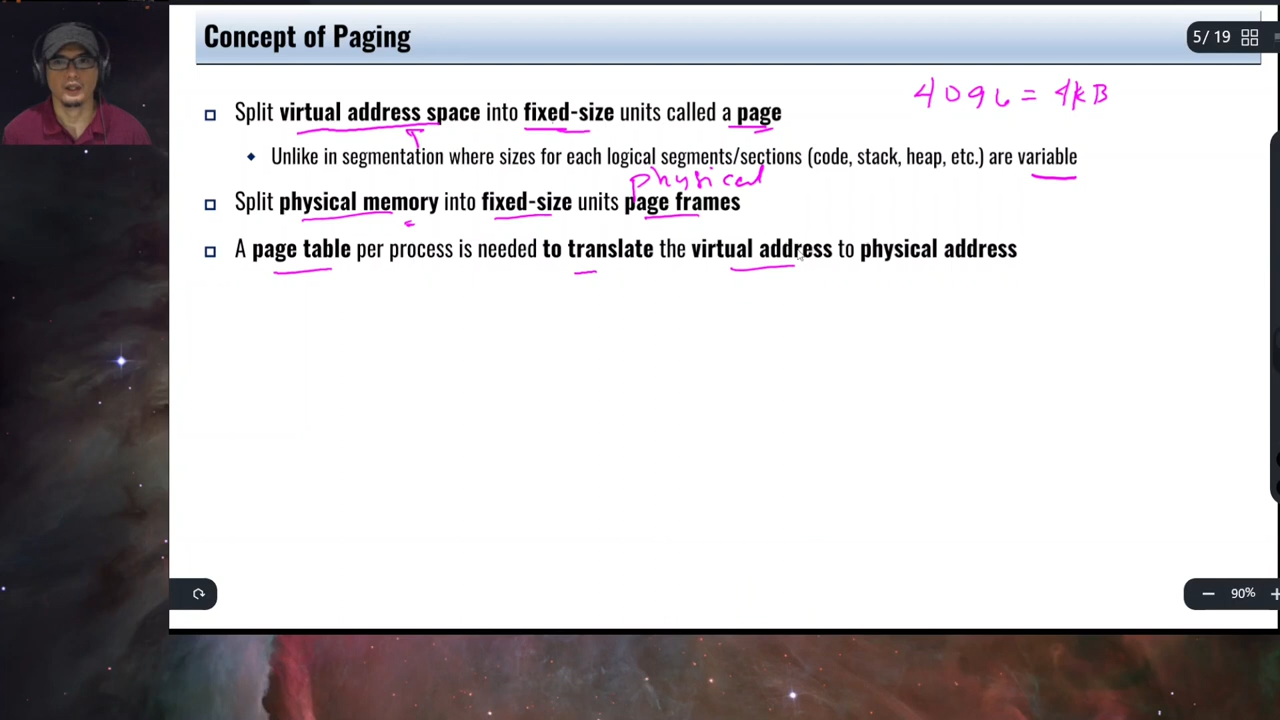 Concept of Paging
5 / 19
4096 = 4kB
Split virtual address space into fixed-size units called a page
Unlike in segmentation where sizes for each logical segments/sections (code, stack, heap, etc.) are variable
physical
Split physical memory into fixed-size units page frames
A page table per process is needed to translate the virtual address to physical address
90%